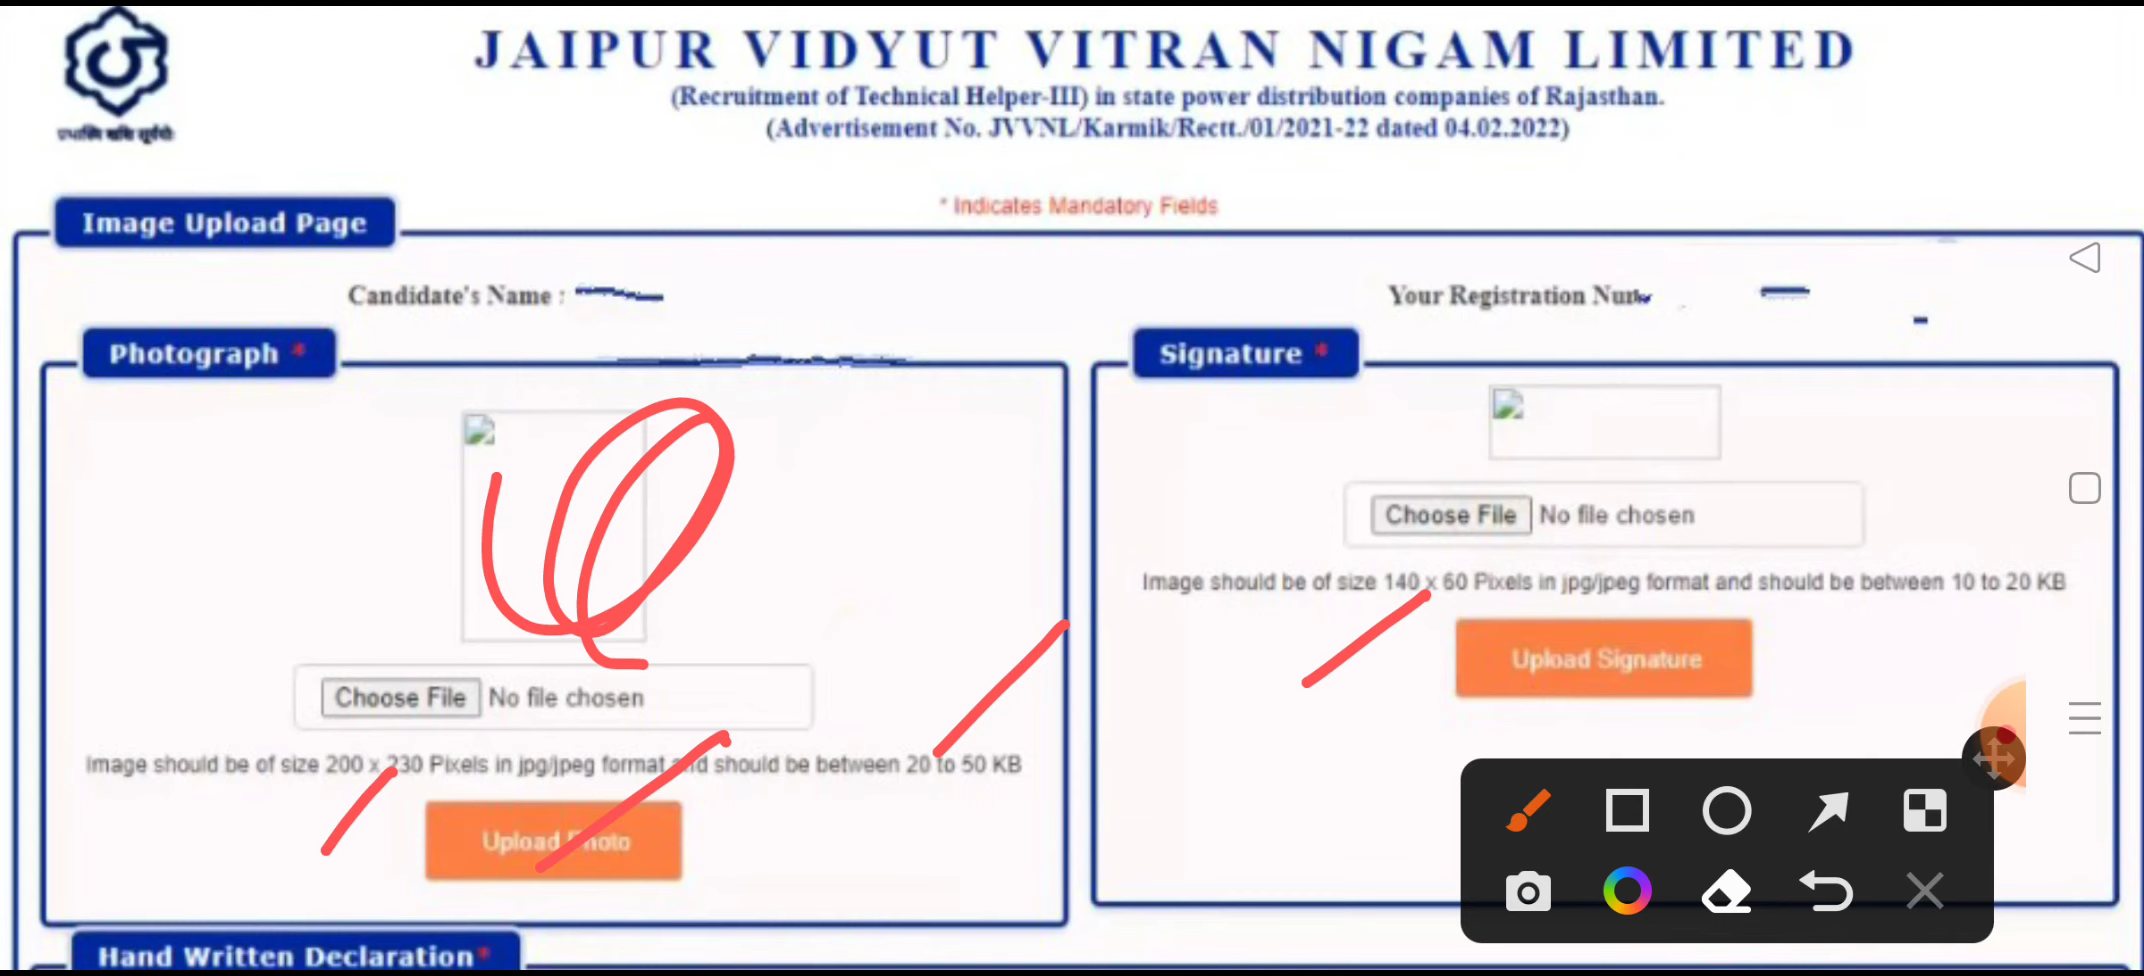 JAIPUR VIDYUT VITRAN NIGAM LIMITED
(Recruitment of Technical Helper-III) in state power distribution companies of Rajasthan.
(Advertisement No. JVVNL/Karmik/Rectt./01/2021-22 dated 04.02.2022)
* Indicates Mandatory Fields
Image Upload Page
Candidate's Name :
Your Registration
Photograph *
Signature *
Choose File No file chosen
Image should be of size 140 x 60 Pixels in jpg/jpeg format and should be between 10 to 20 KB
Upload Signature
Choose File No file chosen
Image should be of size 200 x 230 Pixels in jpg/jpeg format and should be between 20 to 50 KB
Upload Photo
Hand Written Declaration*